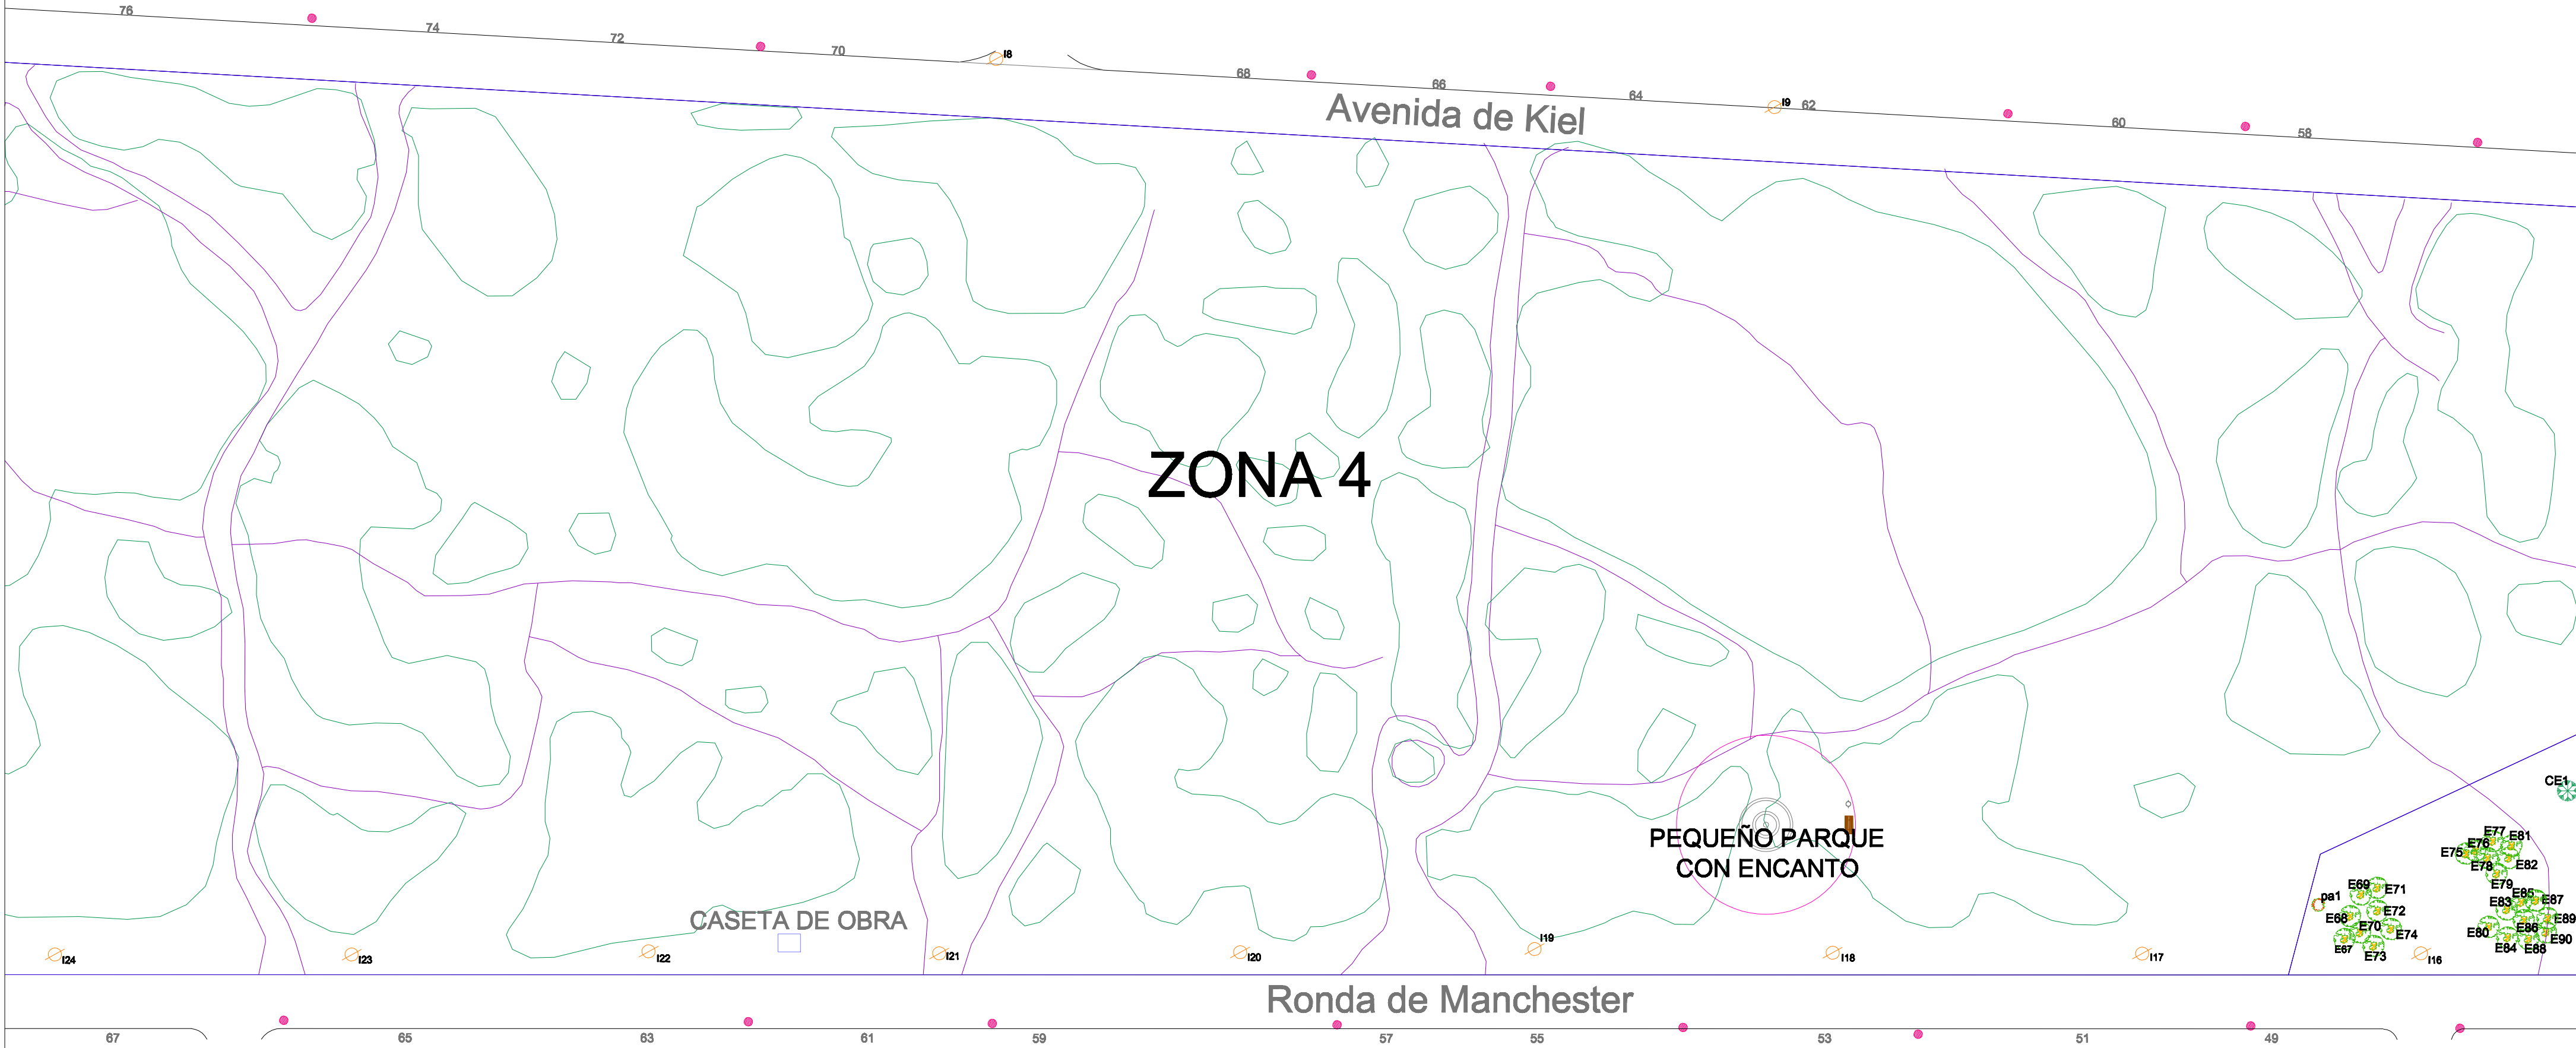 76
74
72
70
I8
68
66
64
I9
62
60
58
Avenida de Kiel
ZONA 4
CE1
PEQUEÑO PARQUE
CON ENCANTO
E77
E81
E76
E75
E78
E82
E79
E69
E71
E85
E87
pa1
E83
E68
E72
E89
E70
E74
E80
E86
E90
E67
E73
E84
E88
CASETA DE OBRA
I24
I23
I22
I21
I20
I19
I18
I17
I16
Ronda de Manchester
67
65
63
61
59
57
55
53
51
49